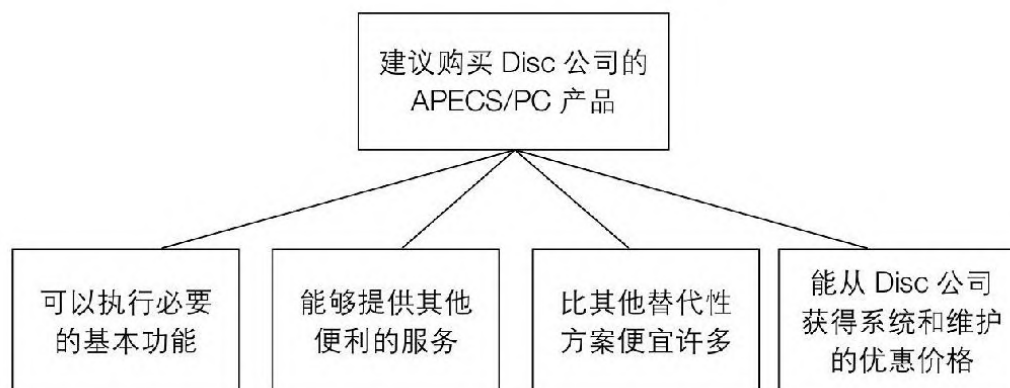 建议购买 Disc 公司的
APECS/PC 产品
可以执行必要
的基本功能
能够提供其他
便利的服务
比其他替代性
方案便宜许多
能从 Disc 公司
获得系统和维护
的优惠价格